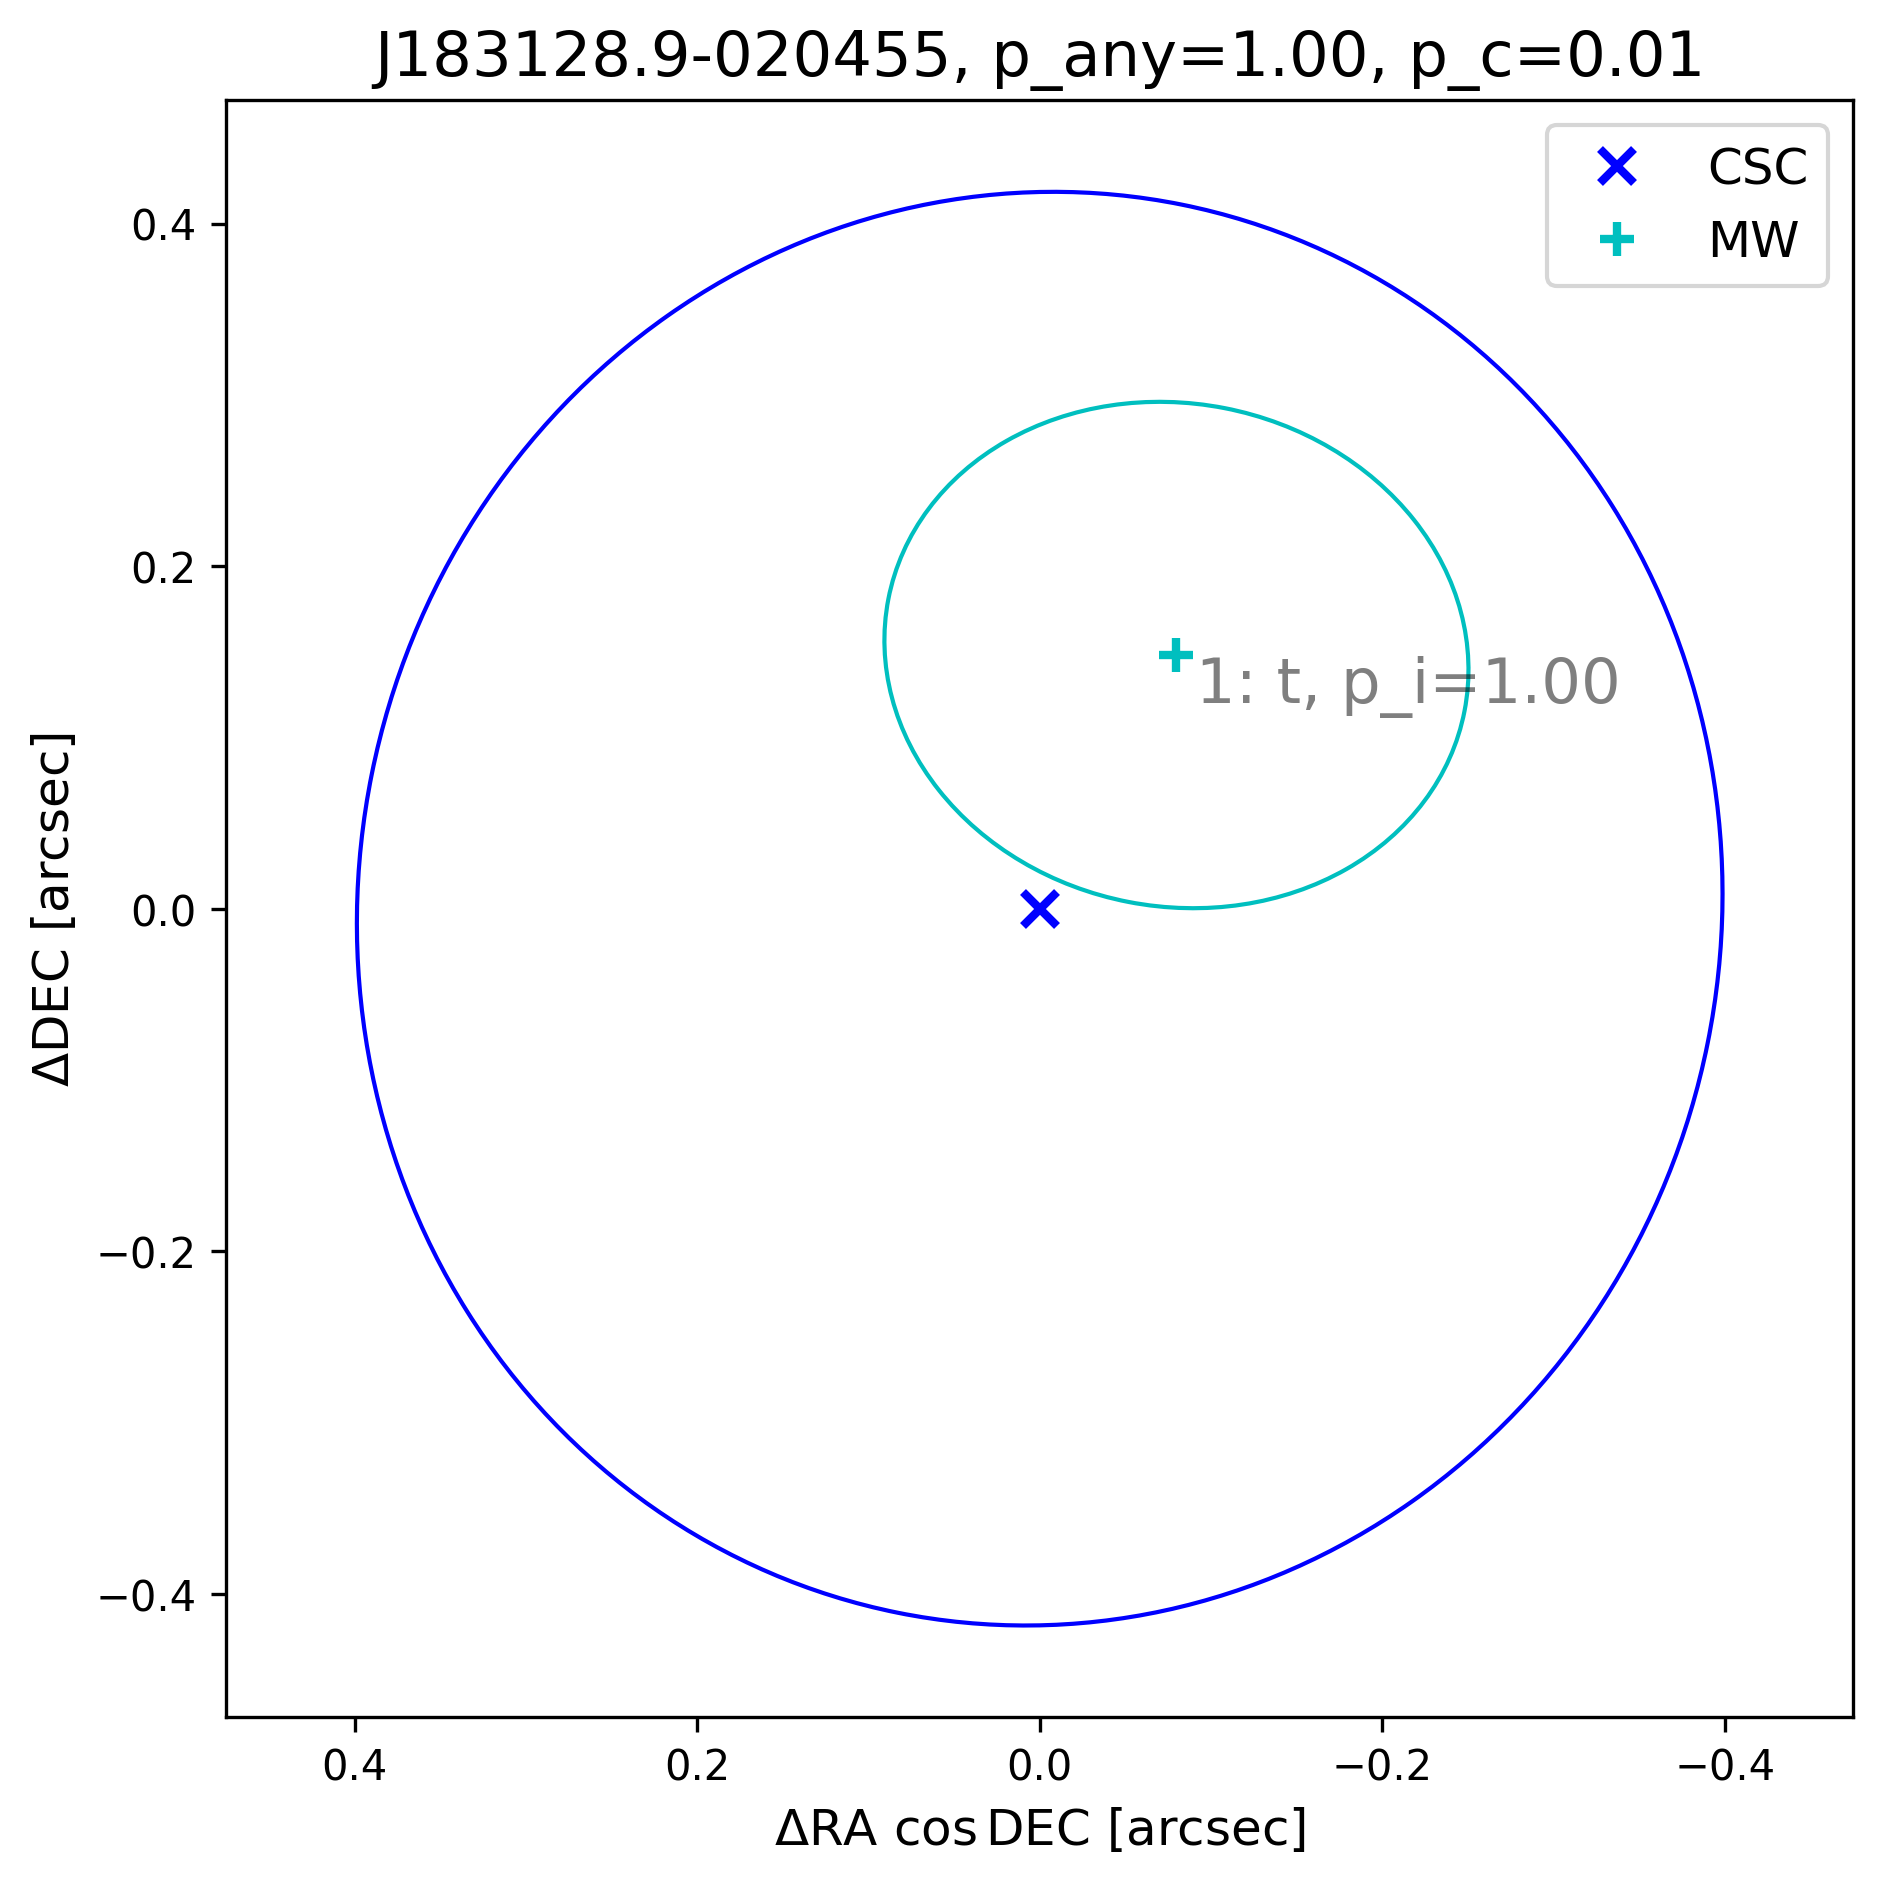 J183128.9-020455, p_any=1.00, p_c=0.01
CSC
MW
0.4
0.2
0.0
−0.2
−0.4
ΔDEC [arcsec]
1: t, p_i=1.00
0.4
0.2
0.0
−0.2
−0.4
ΔRA cos DEC [arcsec]